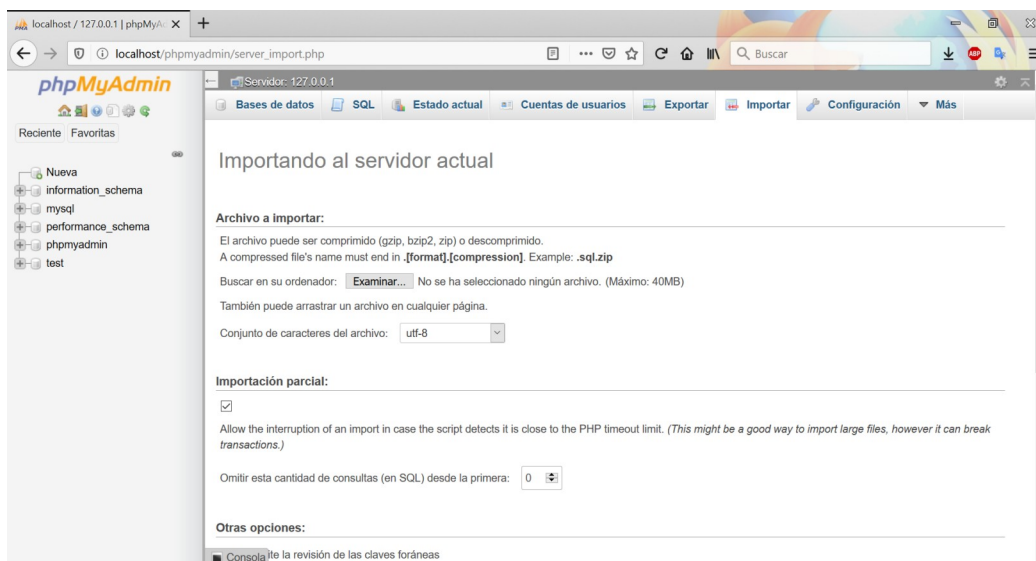 localhost / 127.0.0.1 | phpMyA
localhost/phpmyadmin/server_import.php
Buscar
ABP
phpMyAdmin
Reciente Favoritas
Nueva
information_schema
mysql
performance_schema
phpmyadmin
test
Servidor: 127.0.0.1
Bases de datos SQL Estado actual Cuentas de usuarios Exportar Importar Configuración Más
Importando al servidor actual
Archivo a importar:
El archivo puede ser comprimido (gzip, bzip2, zip) o descomprimido.
A compressed file's name must end in .[format].[compression]. Example: .sql.zip
Buscar en su ordenador: Examinar... No se ha seleccionado ningún archivo. (Máximo: 40MB)
También puede arrastrar un archivo en cualquier página.
Conjunto de caracteres del archivo: utf-8
Importación parcial:
Allow the interruption of an import in case the script detects it is close to the PHP timeout limit. (This might be a good way to import large files, however it can break
transactions.)
Omitir esta cantidad de consultas (en SQL) desde la primera: 0
Otras opciones:
Consola ite la revisión de las claves foráneas